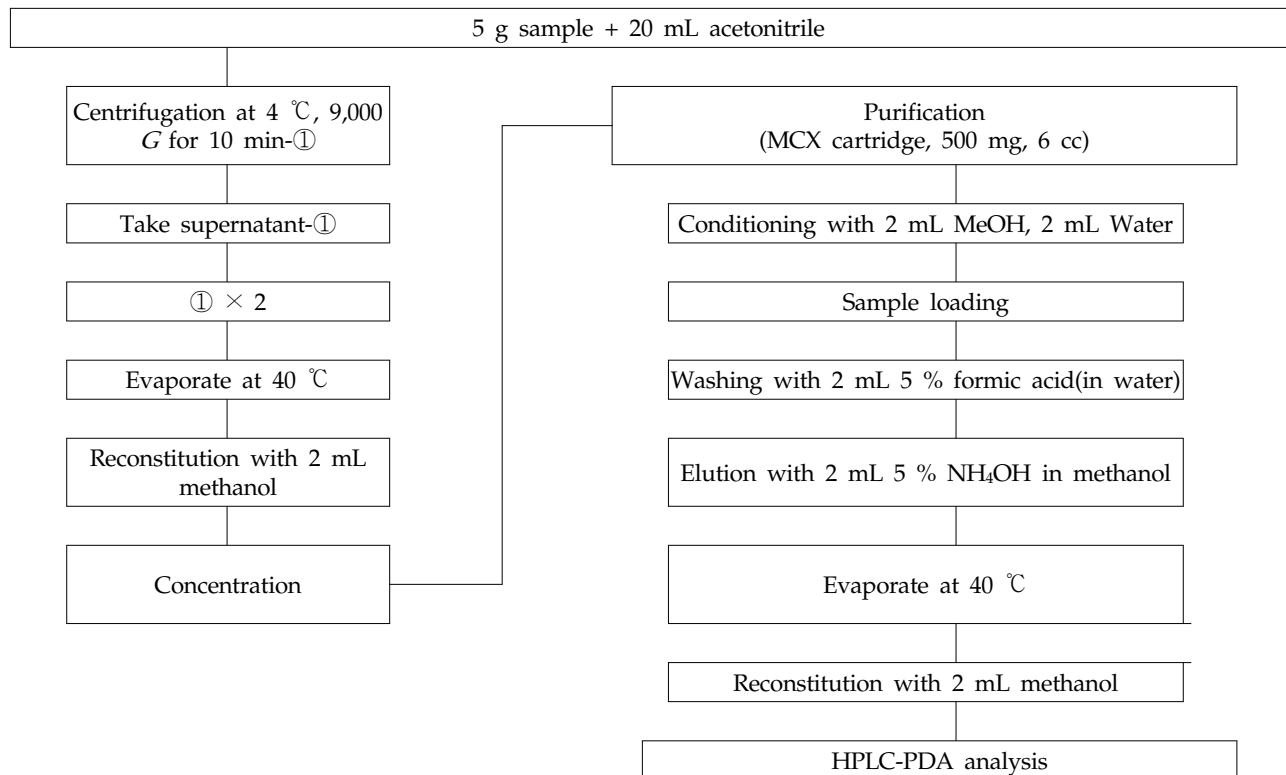 5 g sample + 20 mL acetonitrile
Centrifugation at 4 ℃, 9,000
G for 10 min-①
Take supernatant-①
① × 2
Evaporate at 40 ℃
Reconstitution with 2 mL
methanol
Concentration
Purification
(MCX cartridge, 500 mg, 6 cc)
Conditioning with 2 mL MeOH, 2 mL Water
Sample loading
Washing with 2 mL 5 % formic acid(in water)
Elution with 2 mL 5 % NH₄OH in methanol
Evaporate at 40 ℃
Reconstitution with 2 mL methanol
HPLC-PDA analysis